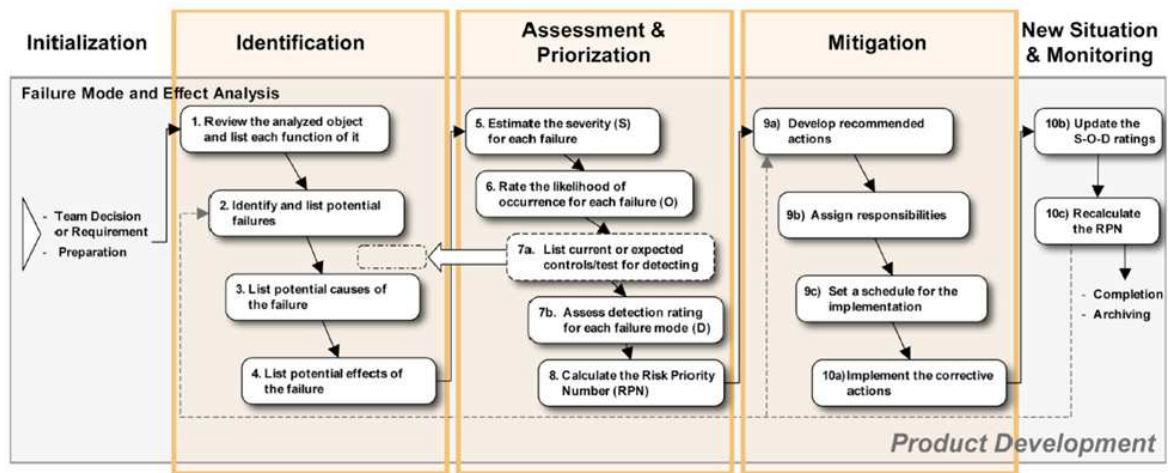 Initialization
Identification
Assessment &
Priorization
Mitigation
New Situation
& Monitoring
Failure Mode and Effect Analysis
- Team Decision
or Requirement
- Preparation
1. Review the analyzed object
and list each function of it
2. Identify and list potential
failures
3. List potential causes of
the failure
4. List potential effects of
the failure
5. Estimate the severity (S)
for each failure
6. Rate the likelihood of
occurrence for each failure (O)
7a. List current or expected
controls/test for detecting
7b. Assess detection rating
for each failure mode (D)
8. Calculate the Risk Priority
Number (RPN)
9a) Develop recommended
actions
9b) Assign responsibilities
9c) Set a schedule for the
implementation
10a) Implement the corrective
actions
10b) Update the
S-O-D ratings
10c) Recalculate
the RPN
- Completion
- Archiving
Product Development